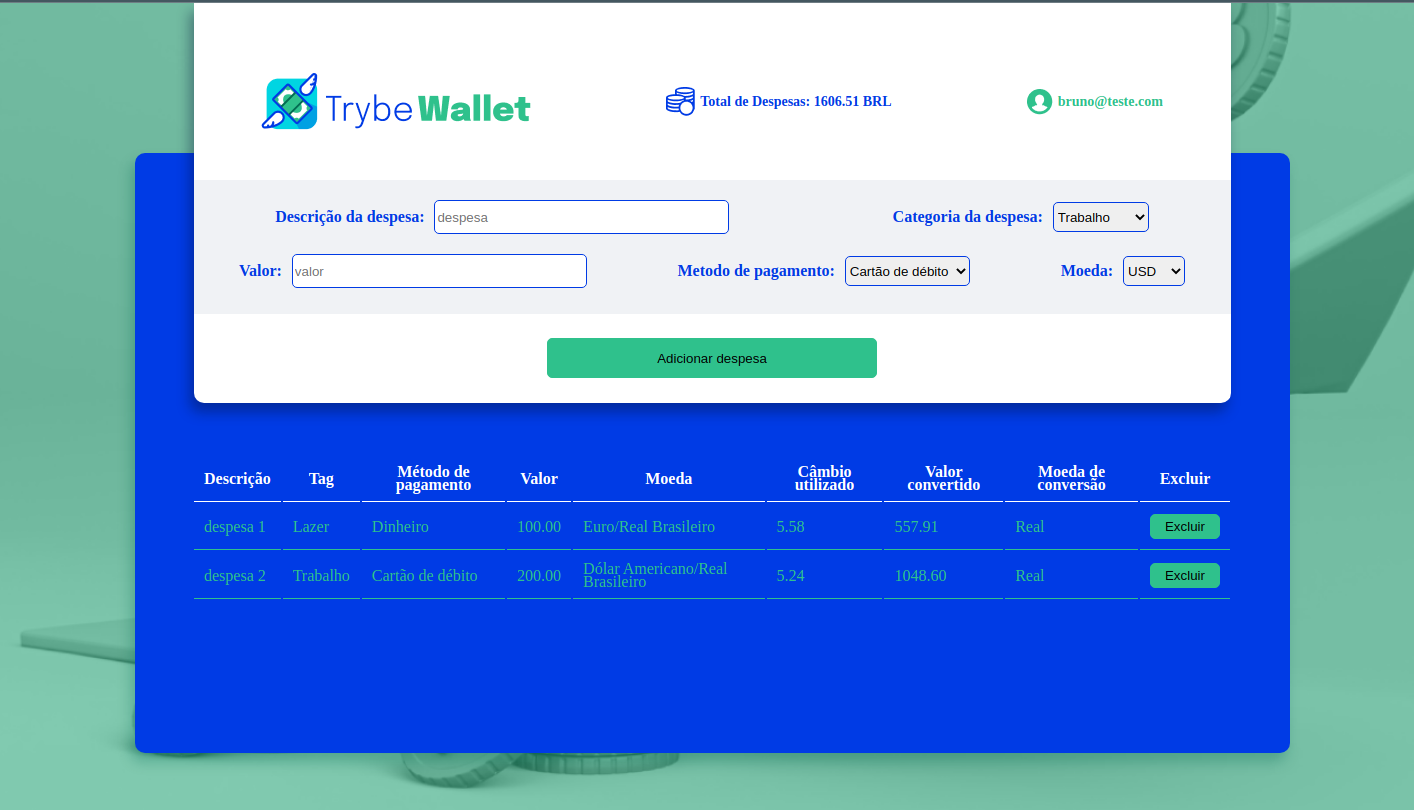 Trybe Wallet
Total de Despesas: 1606.51 BRL
bruno@teste.com
Descrição da despesa: despesa
Categoria da despesa: Trabalho
Valor: valor
Metodo de pagamento: Cartão de débito
Moeda: USD
Adicionar despesa
Descrição Tag Método de pagamento Valor Moeda Câmbio utilizado Valor convertido Moeda de conversão Excluir
despesa 1 Lazer Dinheiro 100.00 Euro/Real Brasileiro 5.58 557.91 Real Excluir
despesa 2 Trabalho Cartão de débito 200.00 Dólar Americano/Real Brasileiro 5.24 1048.60 Real Excluir